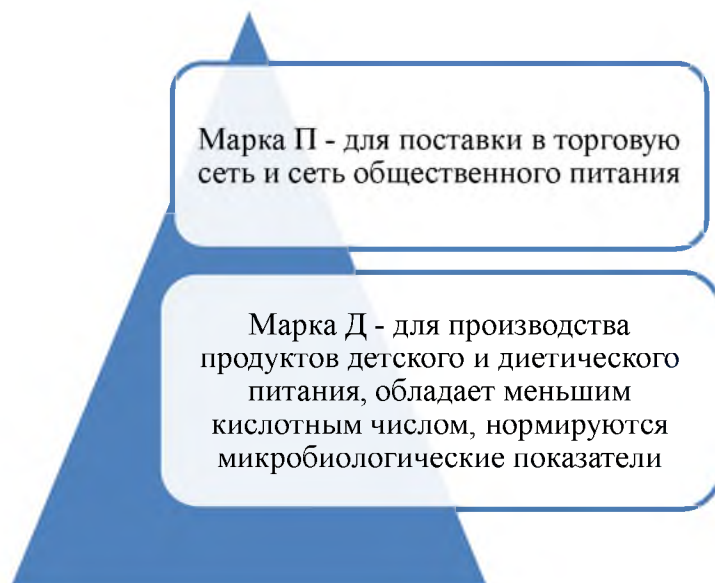 Марка П - для поставки в торговую
сеть и сеть общественного питания
Марка Д - для производства
продуктов детского и диетического
питания, обладает меньшим
кислотным числом, нормируются
микробиологические показатели